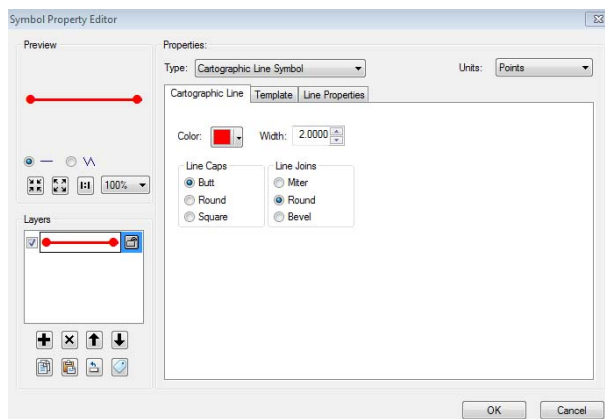 Symbol Property Editor
Preview
Properties:
Type: Cartographic Line Symbol
Units: Points
Cartographic Line Template Line Properties
Color: Width: 2.0000
Line Caps Line Joins
Butt Miter
Round Round
Square Bevel
1:1 100%
Layers
OK Cancel